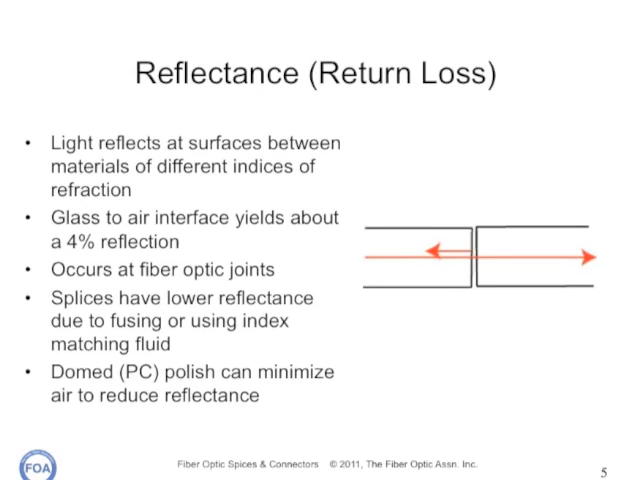 Reflectance (Return Loss)
• Light reflects at surfaces between
materials of different indices of
refraction
• Glass to air interface yields about
a 4% reflection
• Occurs at fiber optic joints
• Splices have lower reflectance
due to fusing or using index
matching fluid
• Domed (PC) polish can minimize
air to reduce reflectance
FOA
Fiber Optic Spices & Connectors © 2011, The Fiber Optic Assn. Inc.
5